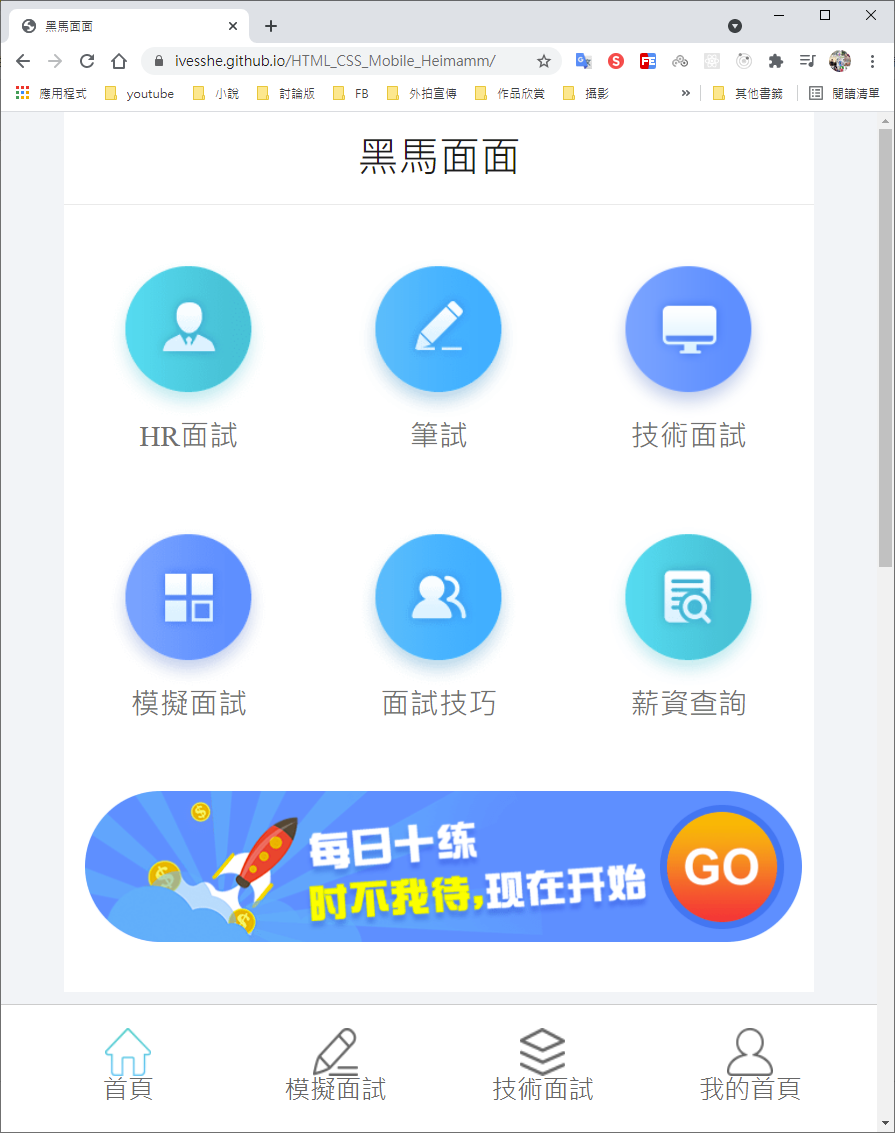 黑馬面面
ivesshe.github.io/HTML_CSS_Mobile_Heimamm/
應用程式 youtube 小說 討論版 FB 外拍宣傳 作品欣賞 攝影 » 其他書籤 閱讀清單
黑馬面面
HR面試 筆試 技術面試
模擬面試 面試技巧 薪資查詢
每日十练
时不我待,现在开始
GO
首頁 模擬面試 技術面試 我的首頁